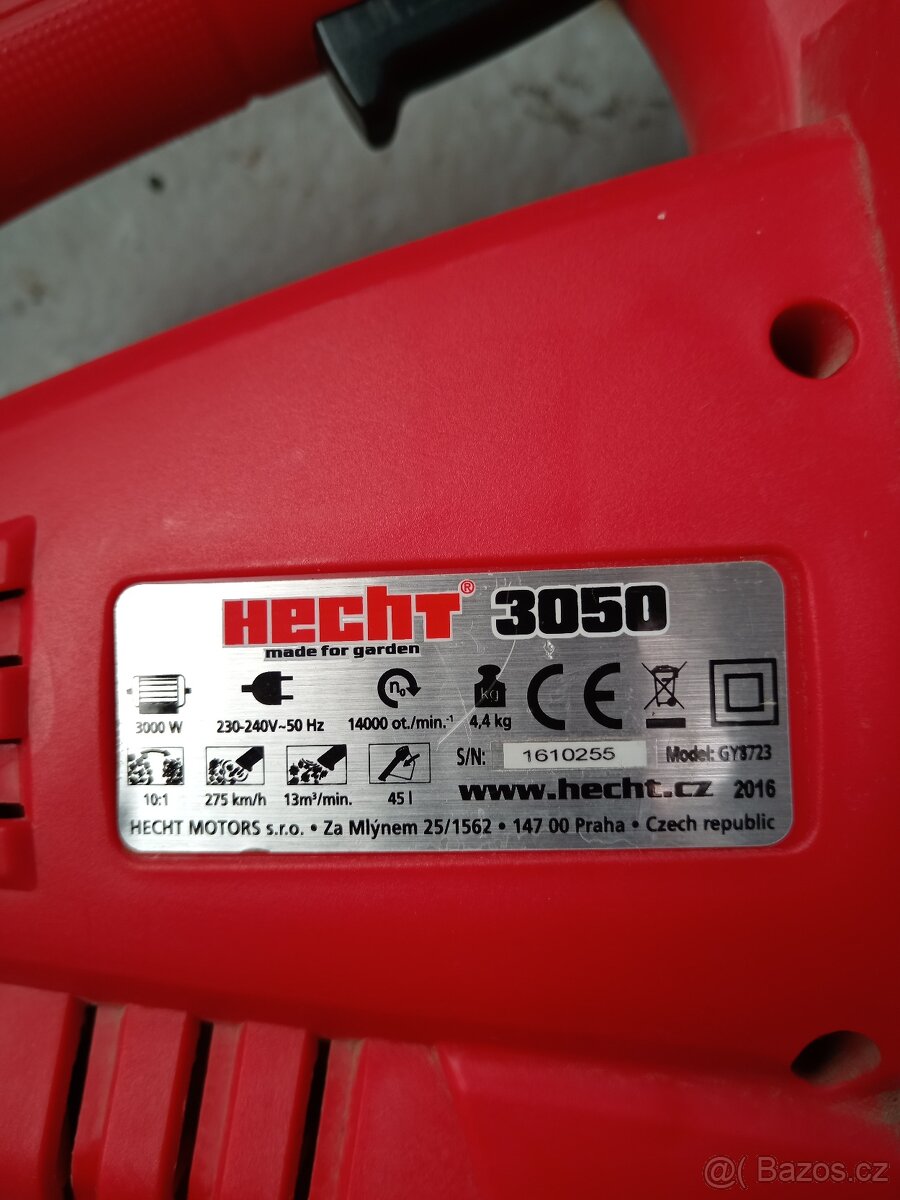 HECHT® 3050
made for garden
3000 W 230-240V~50 Hz 14000 ot./min.⁻¹ 4,4 kg
n₀
kg
CE
10:1 275 km/h 13m³/min. 45 l
S/N: 1610255 Model: GY8723
www.hecht.cz 2016
HECHT MOTORS s.r.o. • Za Mlýnem 25/1562 • 147 00 Praha • Czech republic
@( Bazos.cz